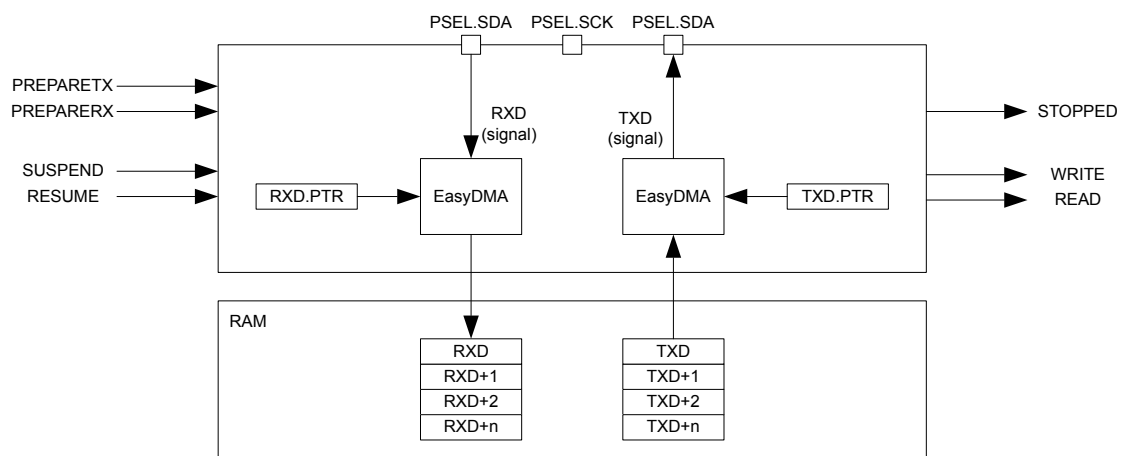 PSEL.SDA PSEL.SCK PSEL.SDA
PREPARETX
PREPARERX
SUSPEND
RESUME
RXD
(signal)
TXD
(signal)
RXD.PTR
EasyDMA
EasyDMA
TXD.PTR
STOPPED
WRITE
READ
RAM
RXD
RXD+1
RXD+2
RXD+n
TXD
TXD+1
TXD+2
TXD+n